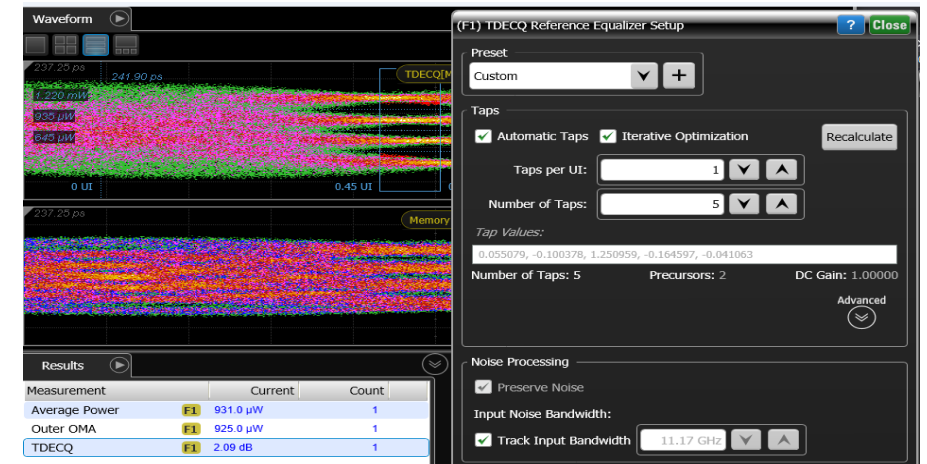 Waveform
(F1) TDECQ Reference Equalizer Setup
? Close
Preset
Custom
Taps
Automatic Taps Iterative Optimization Recalculate
Taps per UI: 1
Number of Taps: 5
Tap Values:
0.055079, -0.100378, 1.250959, -0.164597, -0.041063
Number of Taps: 5 Precursors: 2 DC Gain: 1.00000
Advanced
Noise Processing
Preserve Noise
Input Noise Bandwidth:
Track Input Bandwidth 11.17 GHz
237.25 ps
241.90 ps
TDECQ[M
1.220 mW
935 µW
645 µW
0 UI 0.45 UI
237.25 ps
Memory
Results
Measurement Current Count
Average Power F1 931.0 µW 1
Outer OMA F1 925.0 µW 1
TDECQ F1 2.09 dB 1